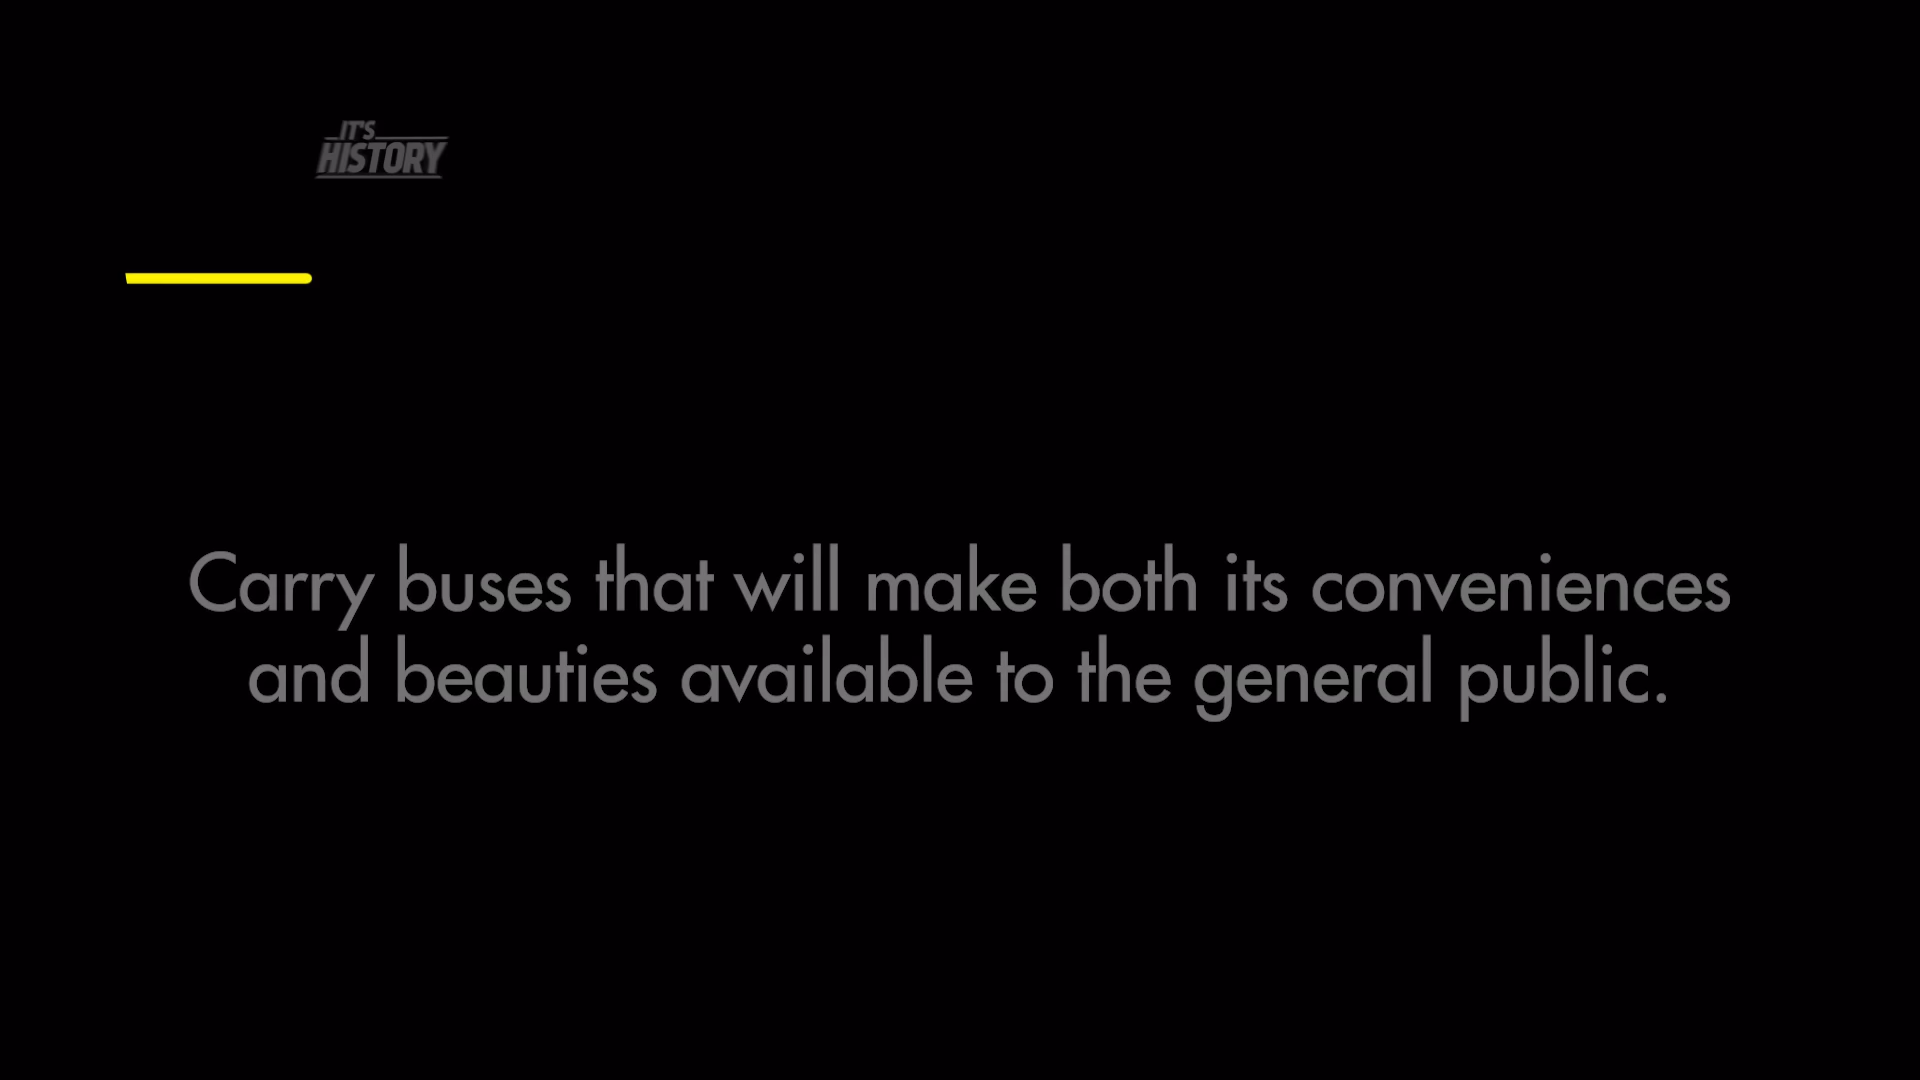 IT'S
HISTORY
Carry buses that will make both its conveniences
and beauties available to the general public.